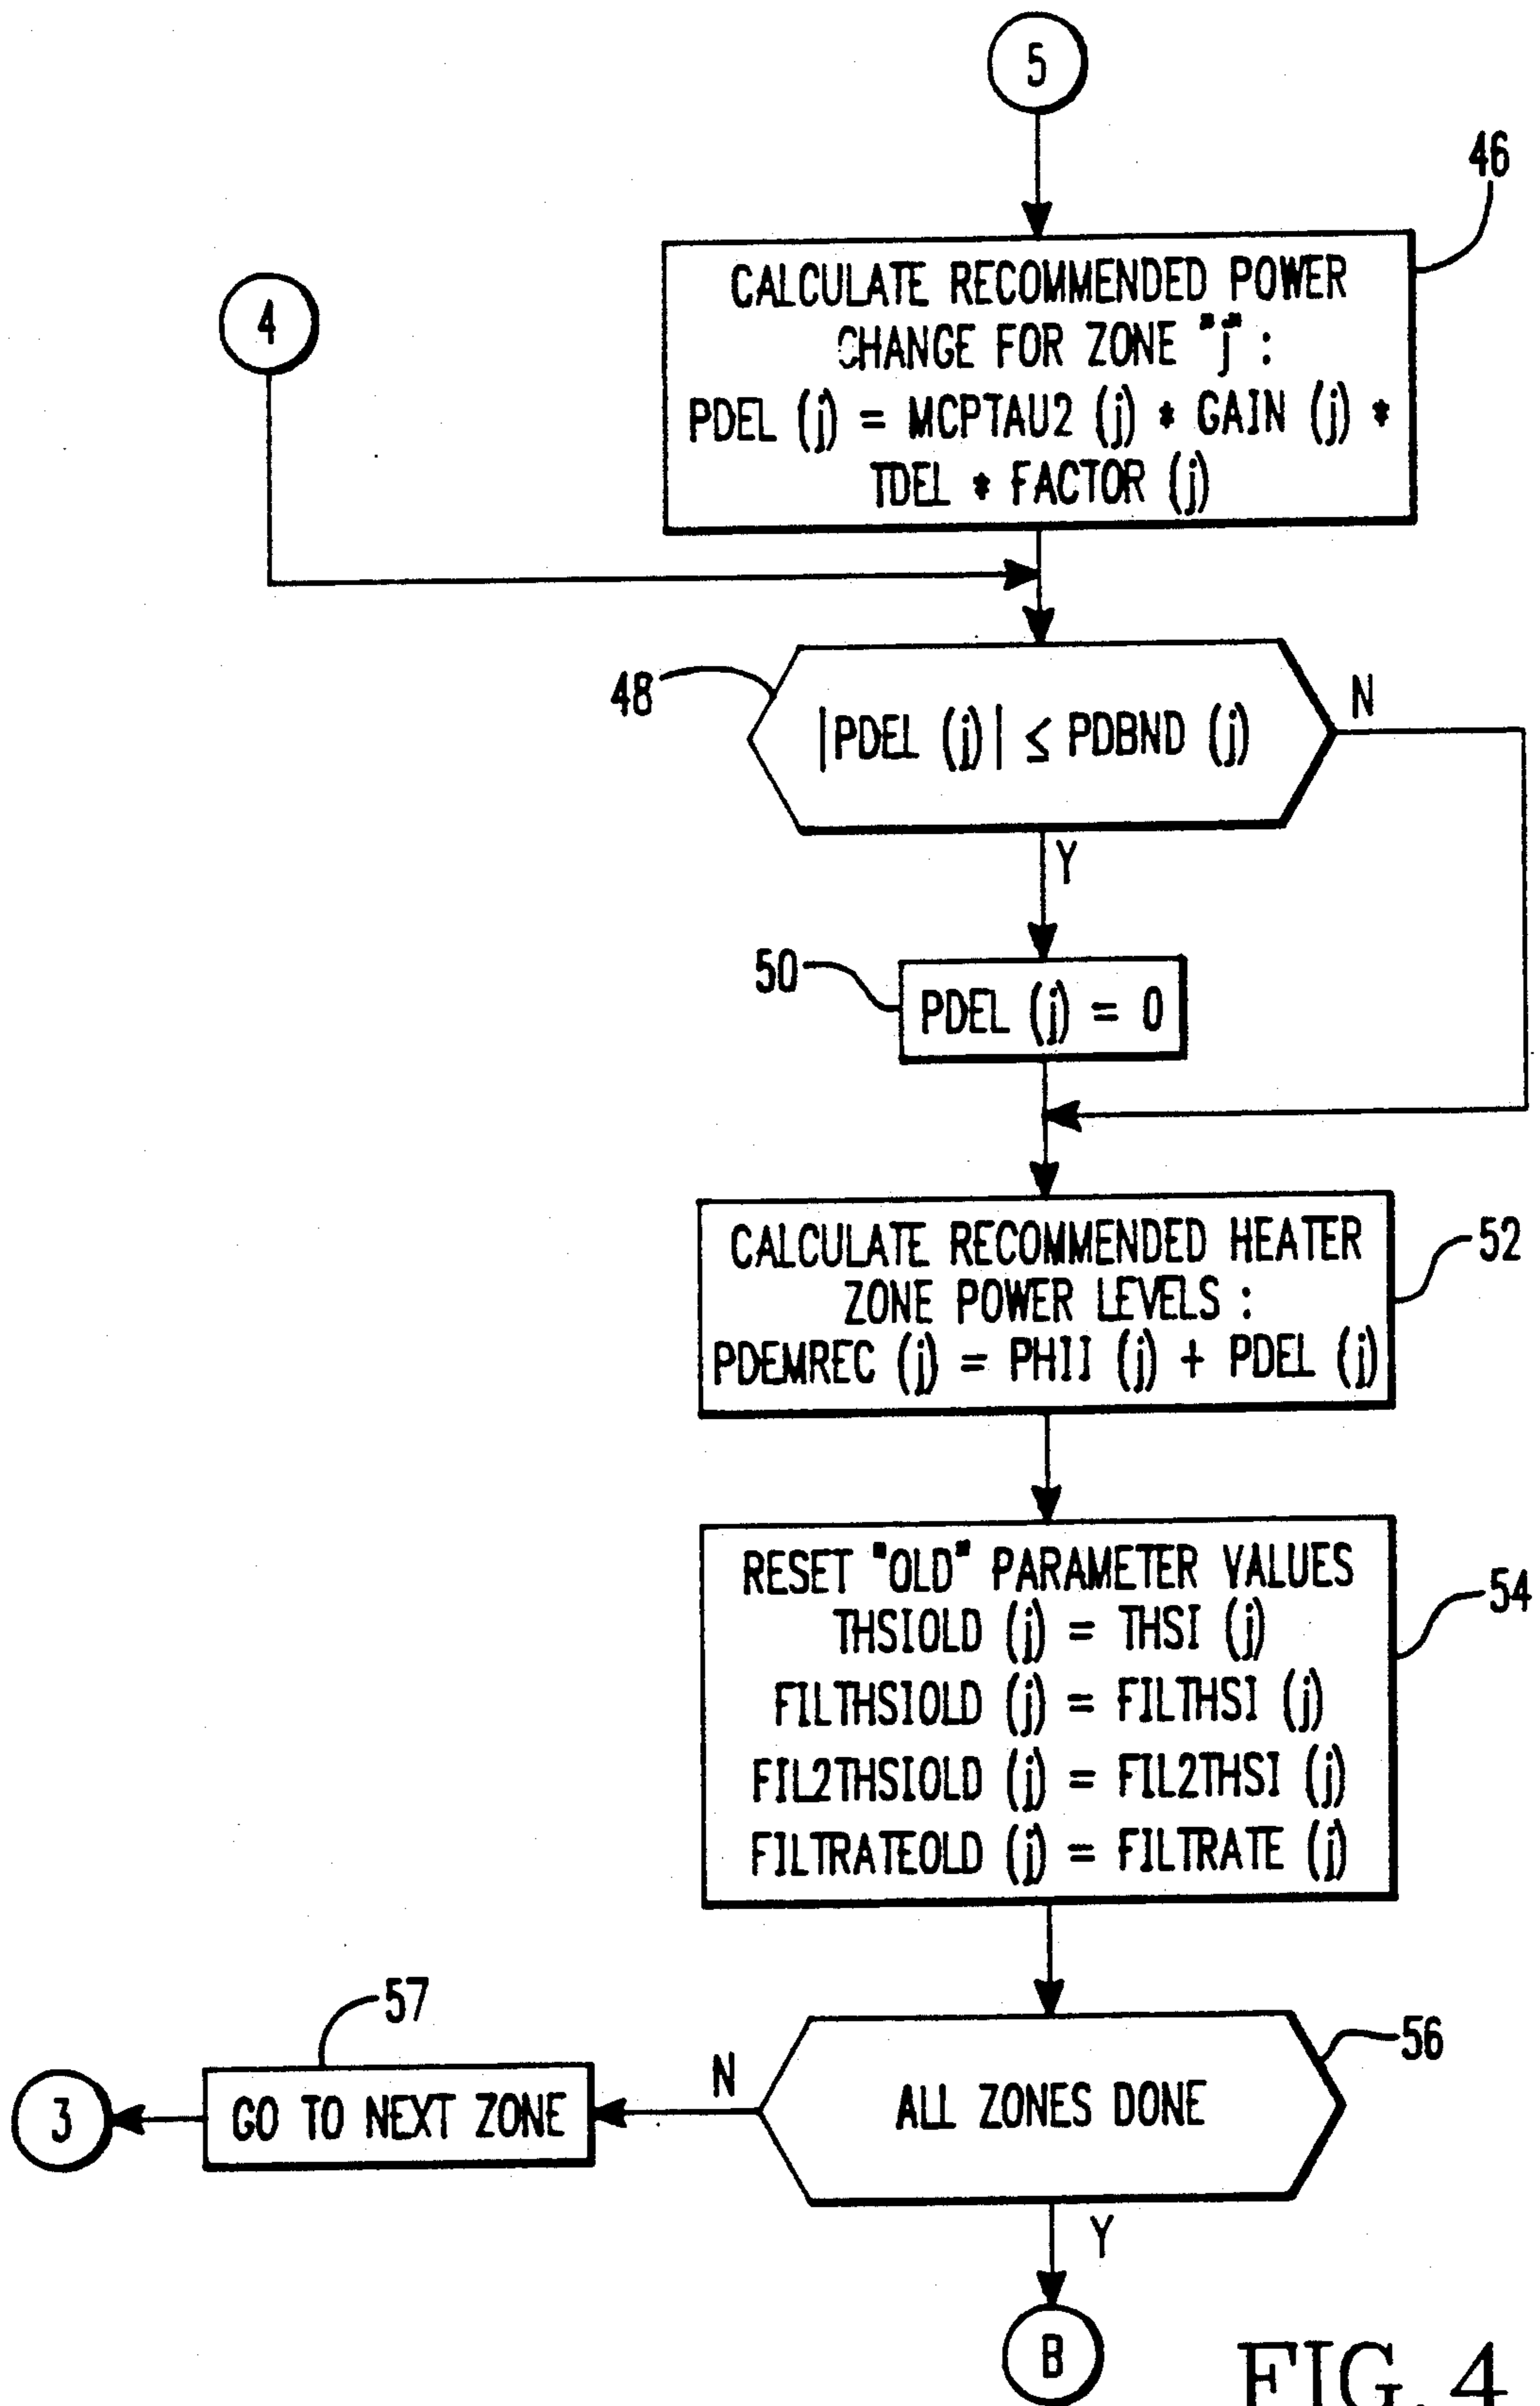 5
46
CALCULATE RECOMMENDED POWER
CHANGE FOR ZONE "j" :
PDEL (j) = MCPTAU2 (j) * GAIN (j) *
TDEL * FACTOR (j)
4
48
|PDEL (j)| ≤ PDBND (j)
N
Y
50
PDEL (j) = 0
CALCULATE RECOMMENDED HEATER
ZONE POWER LEVELS :
PDEMREC (j) = PHII (j) + PDEL (j)
52
RESET "OLD" PARAMETER VALUES
THSIOLD (j) = THSI (j)
FILTHSIOLD (j) = FILTHSI (j)
FIL2THSIOLD (j) = FIL2THSI (j)
FILTRATEOLD (j) = FILTRATE (j)
54
57
56
3
GO TO NEXT ZONE
N
ALL ZONES DONE
Y
B
FIG. 4